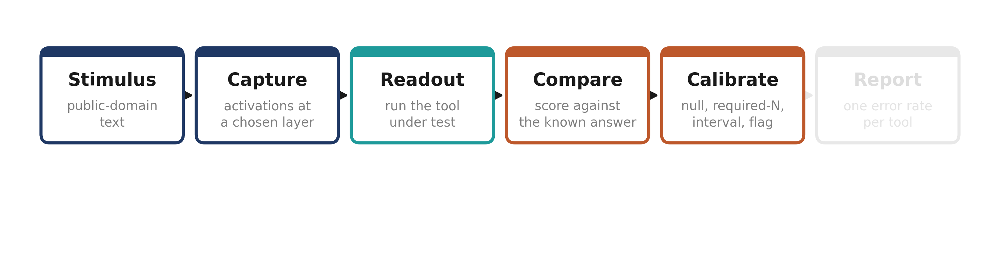 Stimulus
public-domain
text
Capture
activations at
a chosen layer
Readout
run the tool
under test
Compare
score against
the known answer
Calibrate
null, required-N,
interval, flag
Report
one error rate
per tool